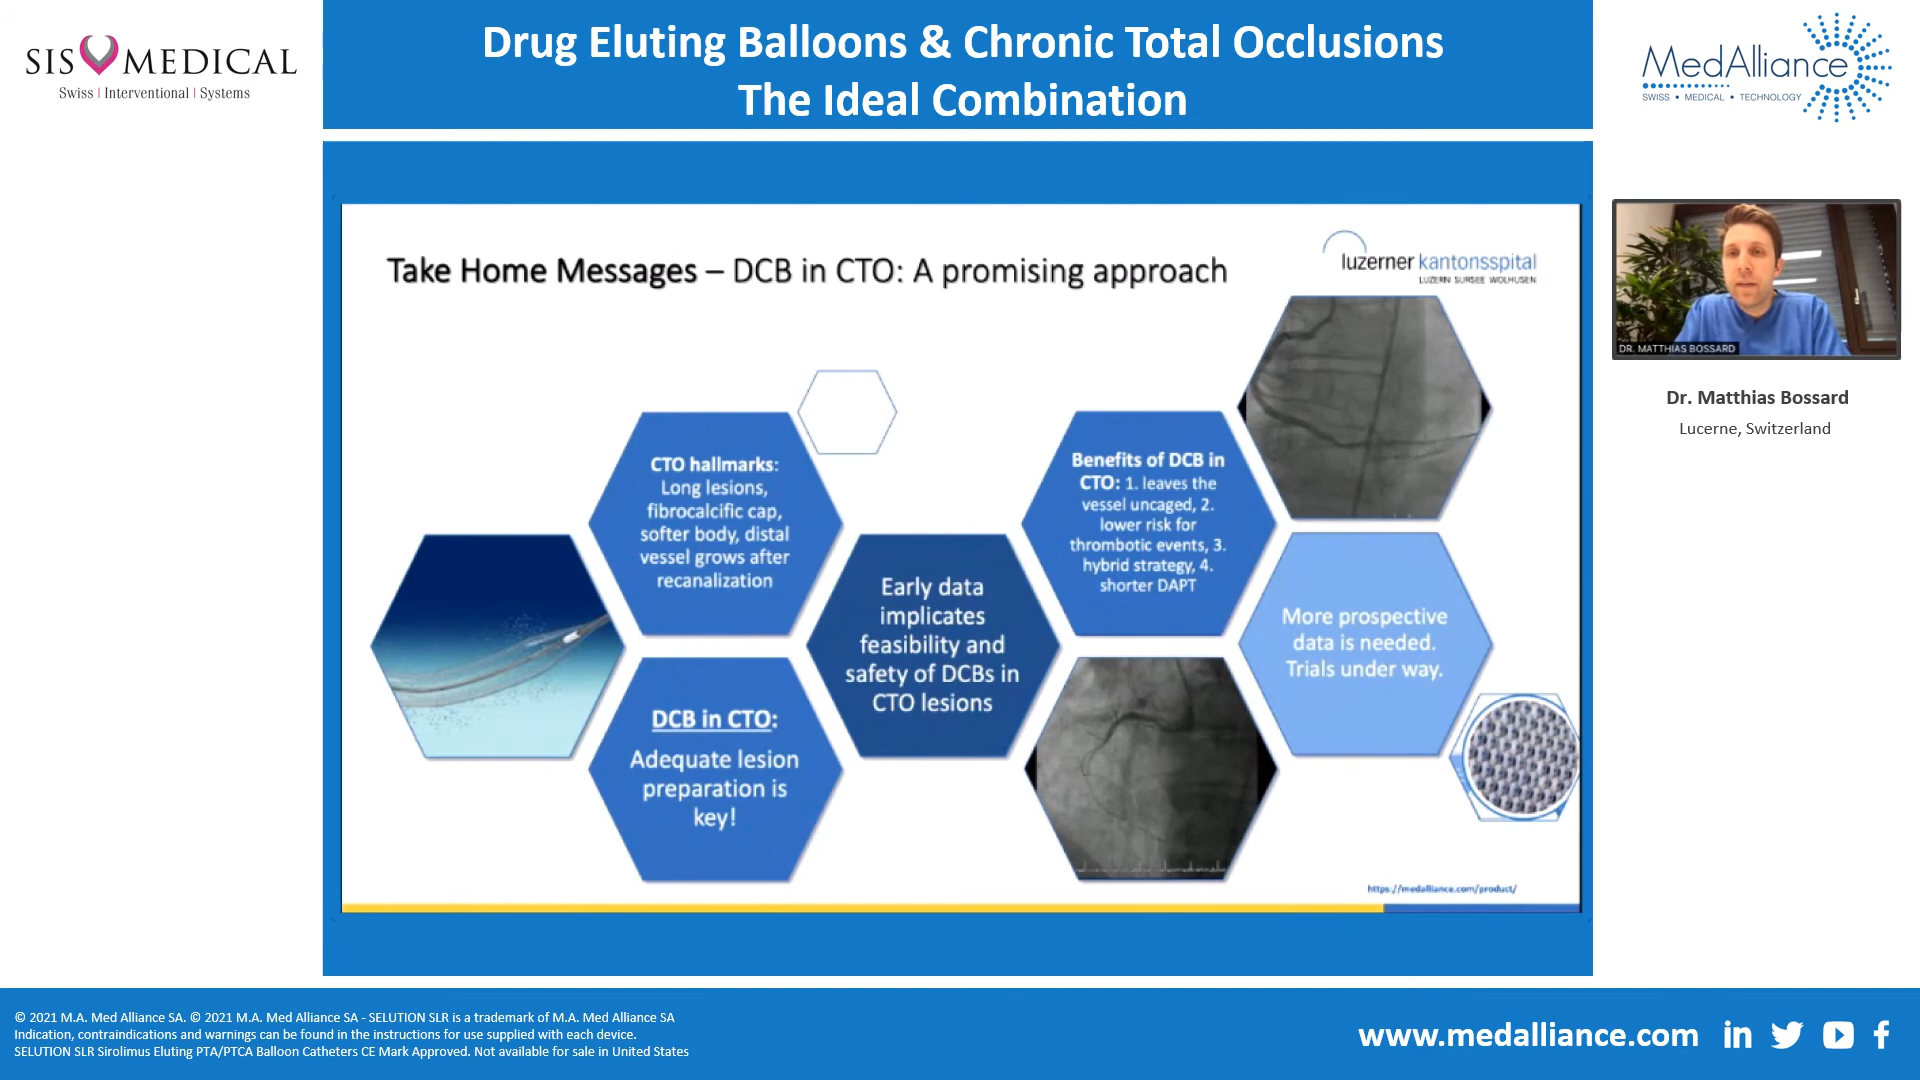 SIS MEDICAL
Swiss | Interventional | Systems
Drug Eluting Balloons & Chronic Total Occlusions
The Ideal Combination
MedAlliance
SWISS • MEDICAL • TECHNOLOGY
Take Home Messages – DCB in CTO: A promising approach
luzerner kantonsspital
LUZERN SURSEE WOLHUSEN
CTO hallmarks:
Long lesions,
fibrocalcific cap,
softer body, distal
vessel grows after
recanalization
DCB in CTO:
Adequate lesion
preparation is
key!
Early data
implicates
feasibility and
safety of DCBs in
CTO lesions
Benefits of DCB in
CTO: 1. leaves the
vessel uncaged, 2.
lower risk for
thrombotic events, 3.
hybrid strategy, 4.
shorter DAPT
More prospective
data is needed.
Trials under way.
https://medalliance.com/product/
DR. MATTHIAS BOSSARD
Dr. Matthias Bossard
Lucerne, Switzerland
© 2021 M.A. Med Alliance SA. © 2021 M.A. Med Alliance SA - SELUTION SLR is a trademark of M.A. Med Alliance SA
Indication, contraindications and warnings can be found in the instructions for use supplied with each device.
SELUTION SLR Sirolimus Eluting PTA/PTCA Balloon Catheters CE Mark Approved. Not available for sale in United States
www.medalliance.com